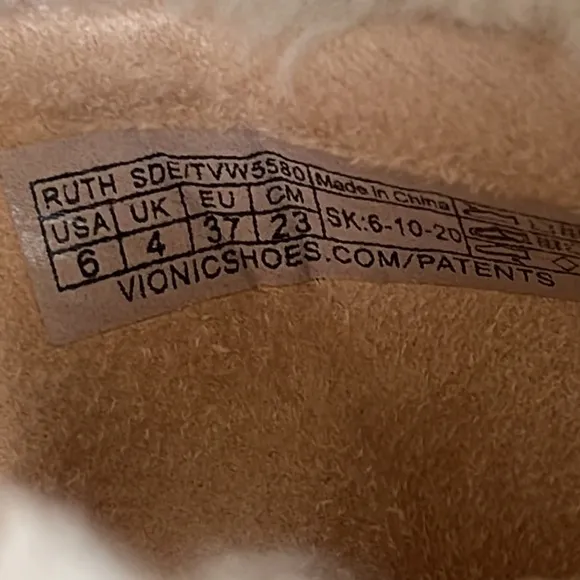 RUTH SDE/TVW5580 Made in China
USA UK EU CM SK:6-10-20
6 4 37 23
VIONICSHOES.COM/PATENTS